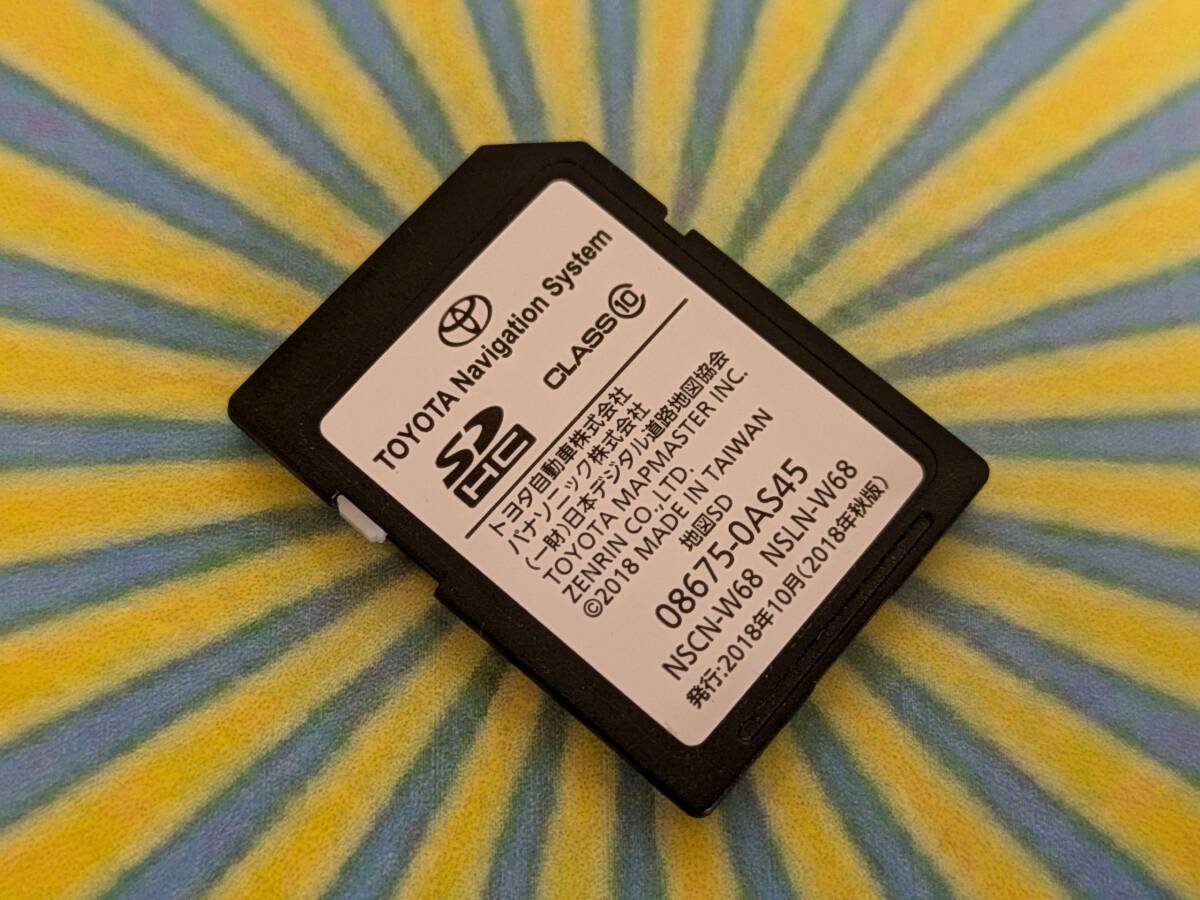 TOYOTA Navigation System
SD
HC
CLASS 10
トヨタ自動車株式会社
パナソニック株式会社
(一財)日本デジタル道路地図協会
TOYOTA MAPMASTER INC.
ZENRIN CO.,LTD.
©2018 MADE IN TAIWAN
地図SD
08675-0AS45
NSCN-W68 NSLN-W68
発行:2018年10月(2018年秋版)